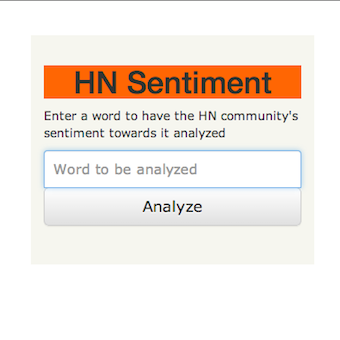 HN Sentiment
Enter a word to have the HN community's
sentiment towards it analyzed
Word to be analyzed
Analyze